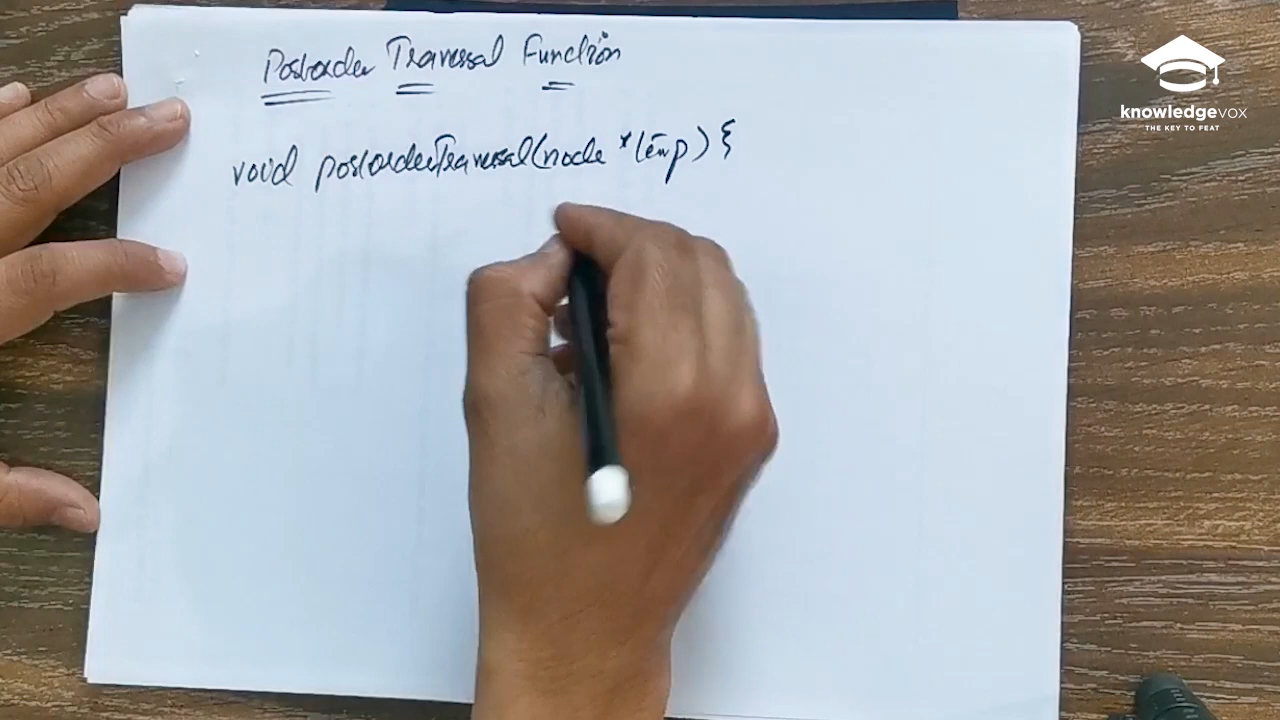 Postorder Traversal Function
void postorderTraversal(node *temp) {
knowledgevox
THE KEY TO FEAT